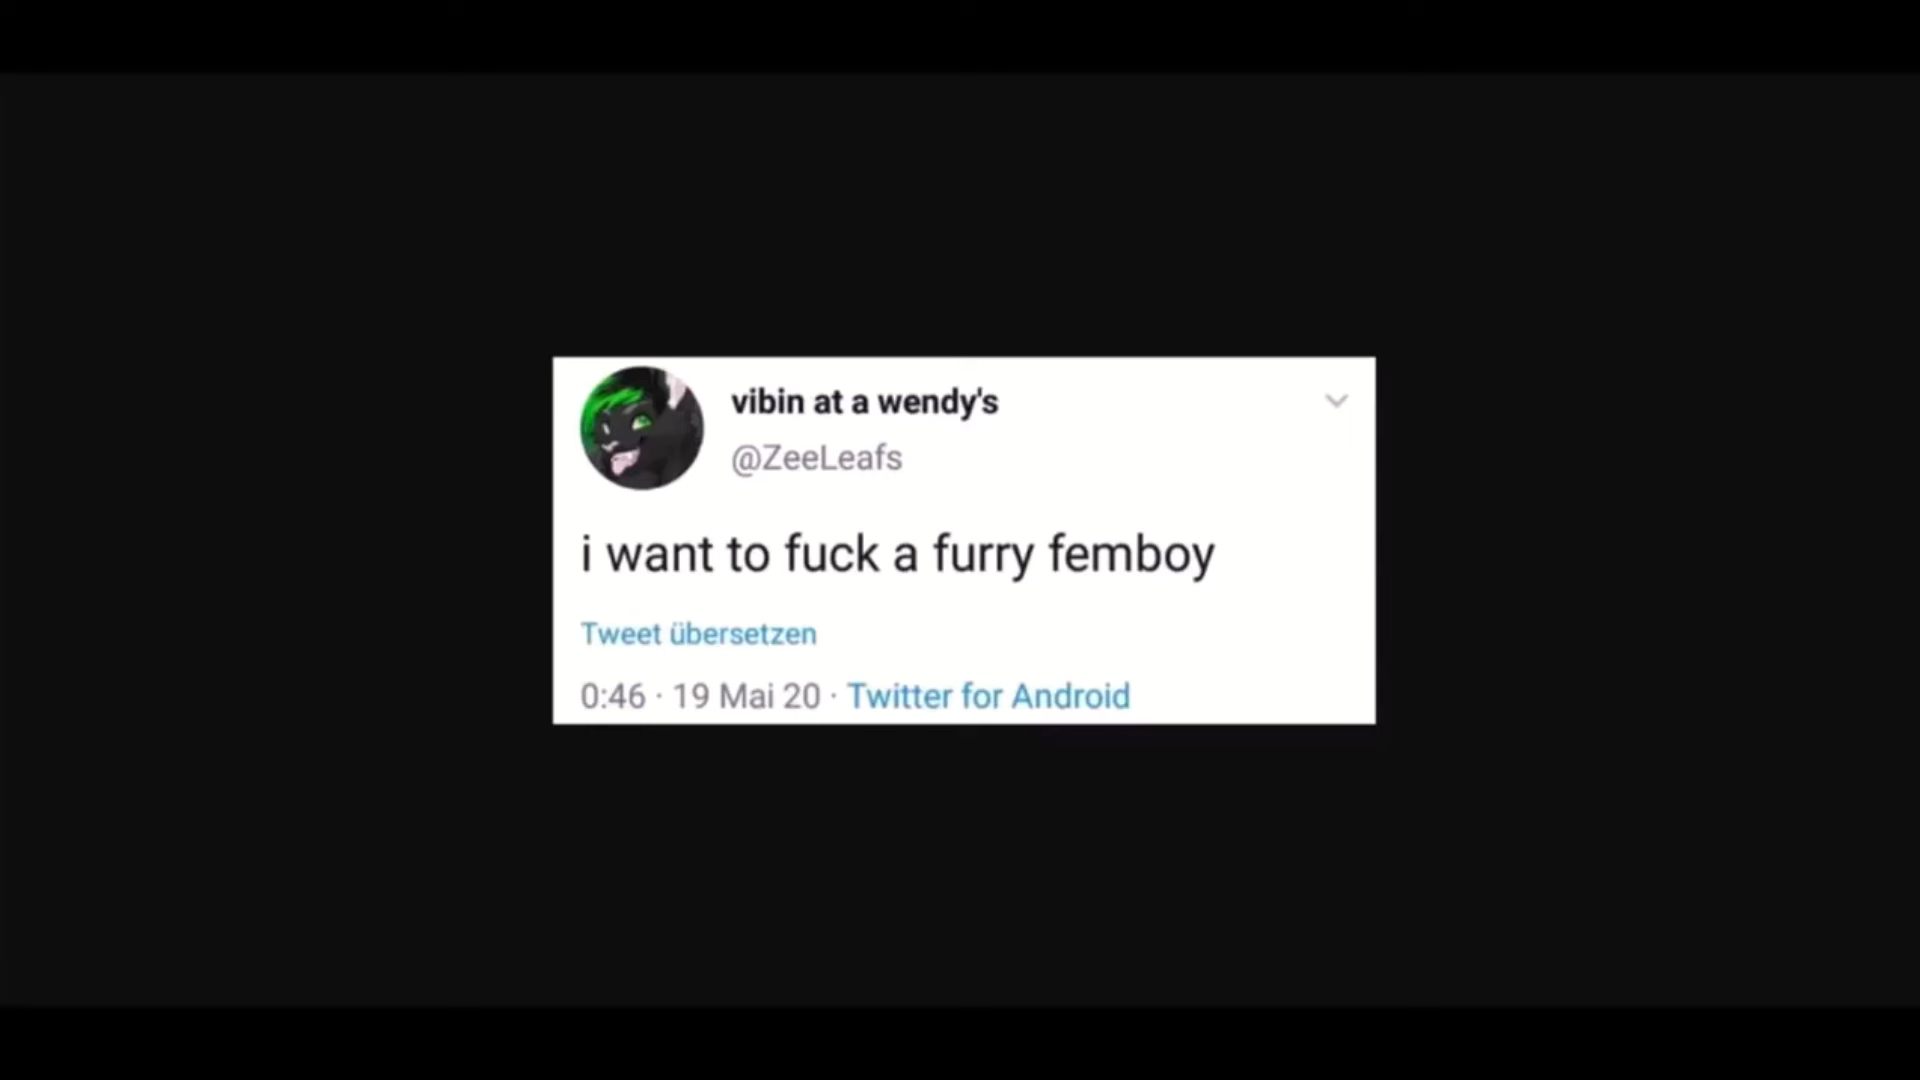 vibin at a wendy's
@ZeeLeafs
i want to fuck a furry femboy
Tweet übersetzen
0:46 · 19 Mai 20 · Twitter for Android